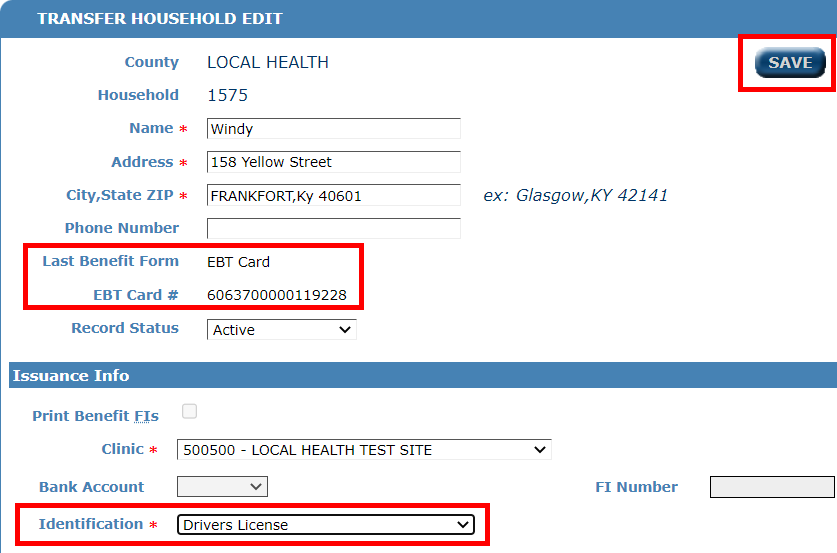 TRANSFER HOUSEHOLD EDIT
County LOCAL HEALTH
SAVE
Household 1575
Name * Windy
Address * 158 Yellow Street
City,State ZIP * FRANKFORT,Ky 40601 ex: Glasgow,KY 42141
Phone Number
Last Benefit Form EBT Card
EBT Card # 6063700000119228
Record Status Active
Issuance Info
Print Benefit FIs
Clinic * 500500 - LOCAL HEALTH TEST SITE
Bank Account FI Number
Identification * Drivers License